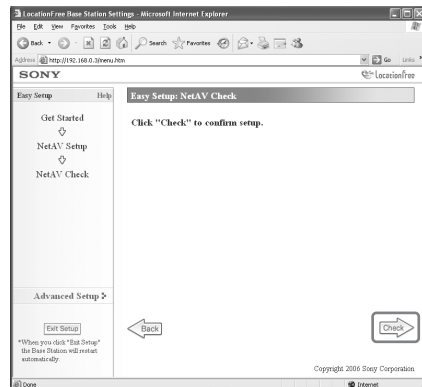 LocationFree Base Station Settings - Microsoft Internet Explorer
File Edit View Favorites Tools Help
Back Search Favorites
Address http://192.168.0.3/menu.htm Go Links
SONY LocationFree
Easy Setup Help
Easy Setup: NetAV Check
Get Started
NetAV Setup
NetAV Check
Click "Check" to confirm setup.
Advanced Setup
Exit Setup
*When you click "Exit Setup"
the Base Station will restart
automatically.
Back
Check
Copyright 2006 Sony Corporation
Done Internet